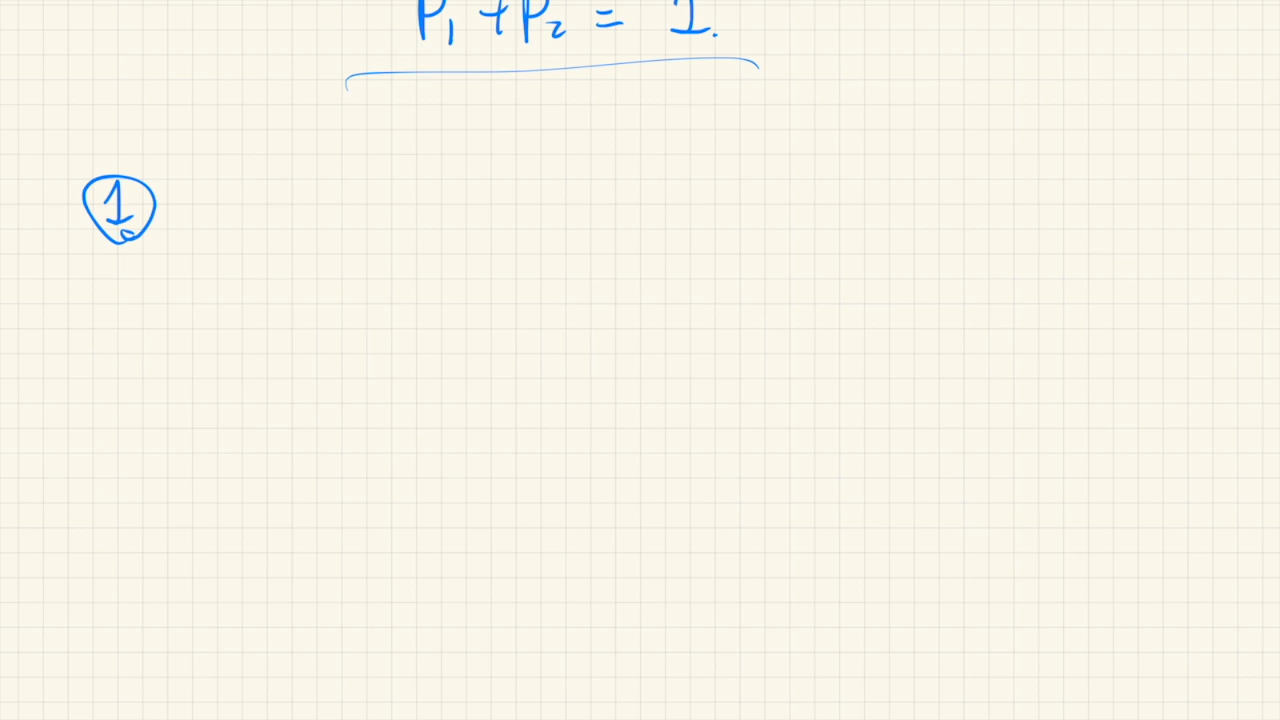 P₁ + P₂ = 1.
1.